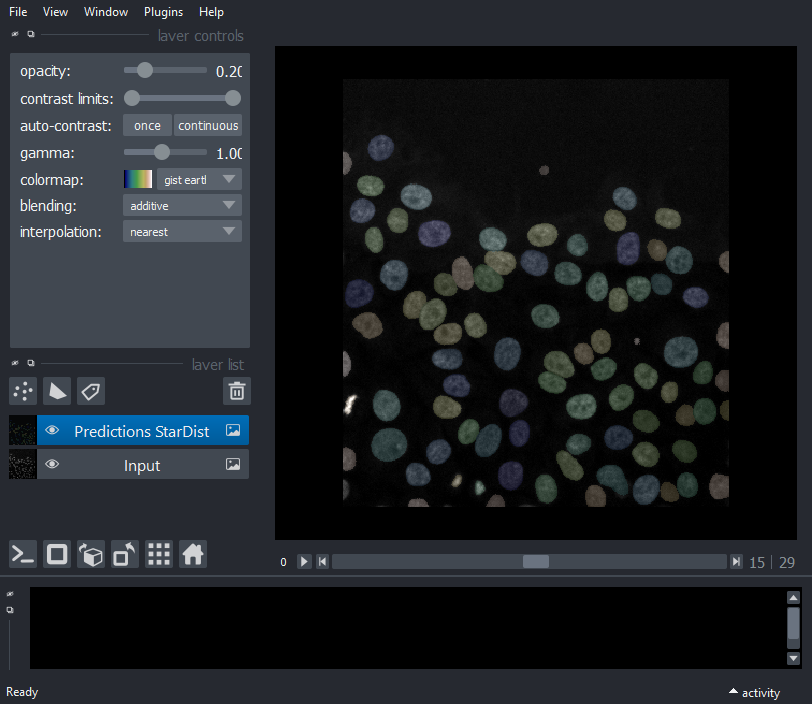 File View Window Plugins Help
layer controls
opacity: 0.20
contrast limits:
auto-contrast: once continuous
gamma: 1.00
colormap: gist eartl
blending: additive
interpolation: nearest
layer list
Predictions StarDist
Input
0 15 | 29
Ready activity